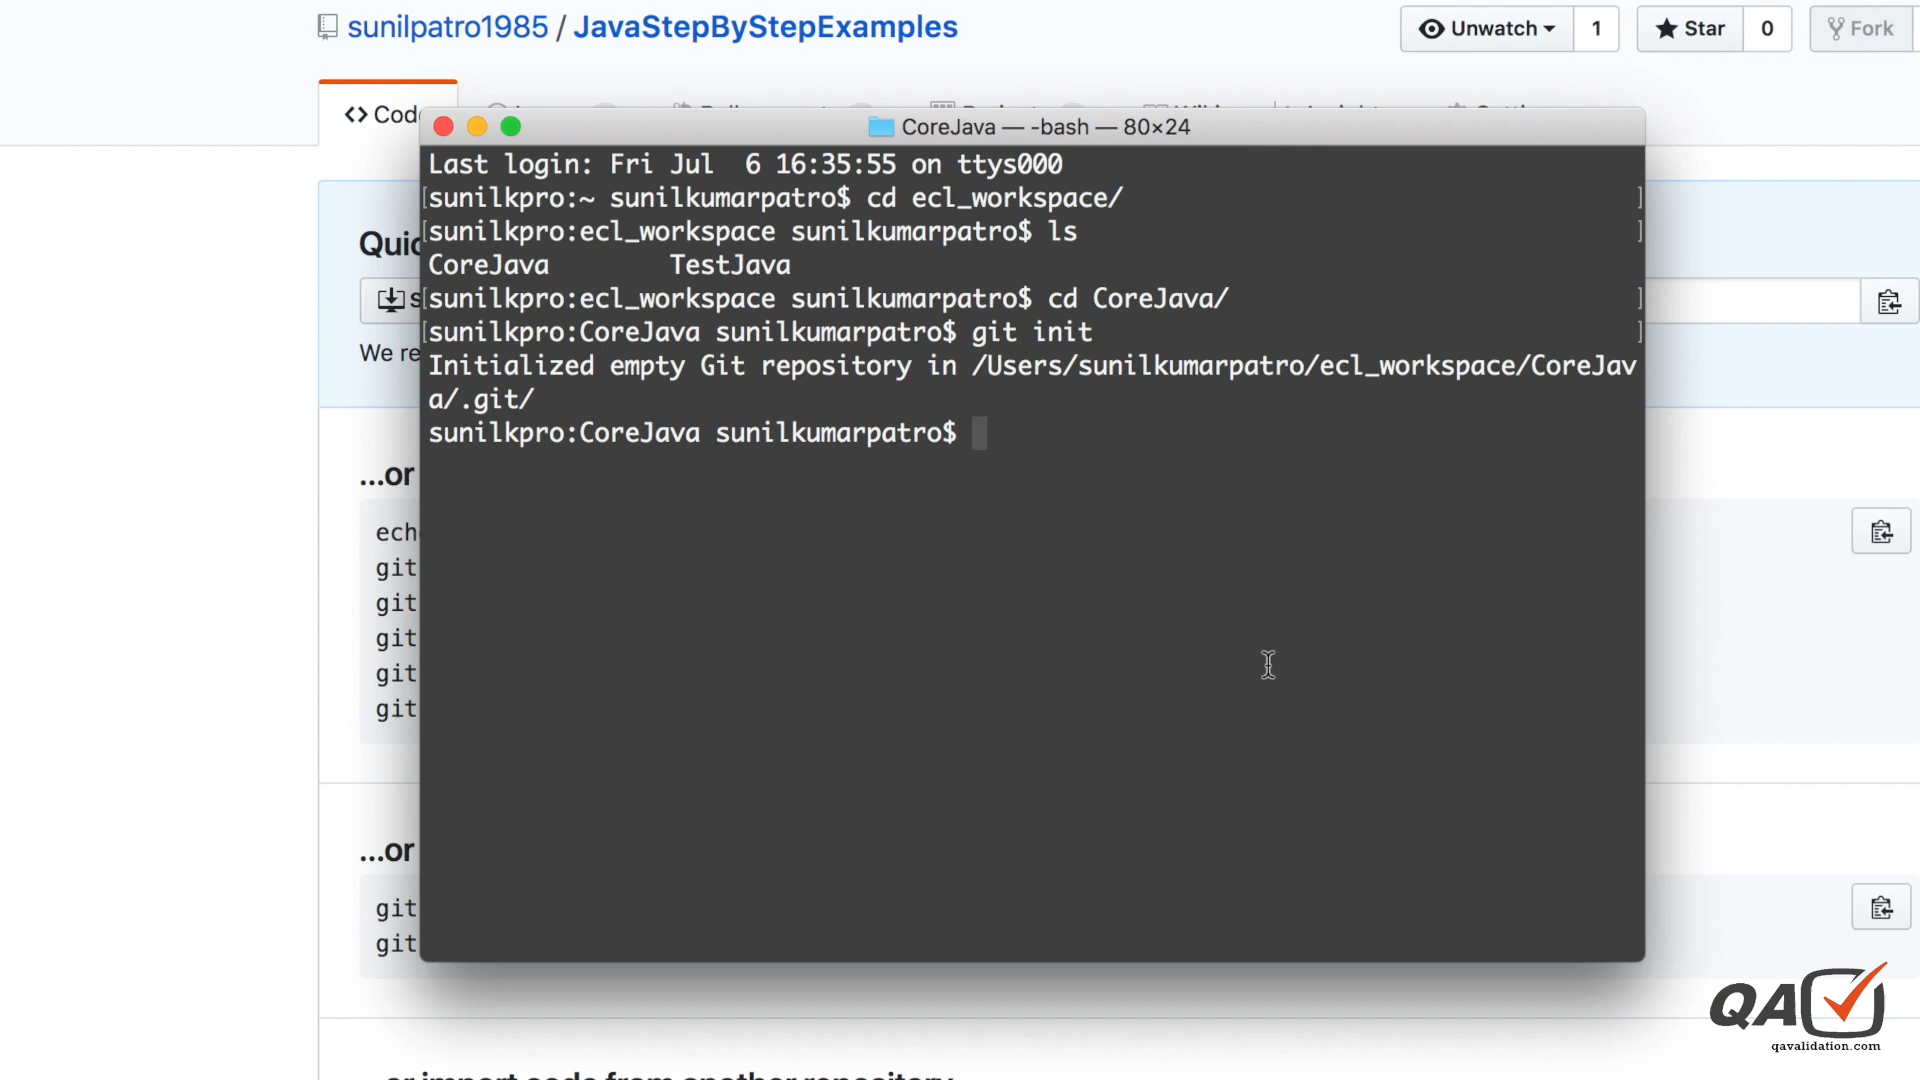 sunilpatro1985 / JavaStepByStepExamples
Unwatch 1 Star 0 Fork
Cod
CoreJava — -bash — 80×24
Last login: Fri Jul  6 16:35:55 on ttys000
[sunilkpro:~ sunilkumarpatro$ cd ecl_workspace/ ]
[sunilkpro:ecl_workspace sunilkumarpatro$ ls ]
CoreJava        TestJava
[sunilkpro:ecl_workspace sunilkumarpatro$ cd CoreJava/ ]
[sunilkpro:CoreJava sunilkumarpatro$ git init ]
Initialized empty Git repository in /Users/sunilkumarpatro/ecl_workspace/CoreJav
a/.git/
sunilkpro:CoreJava sunilkumarpatro$
Quic
S
We re
...or
ech
git
git
git
git
git
...or
git
git
QA
qavalidation.com